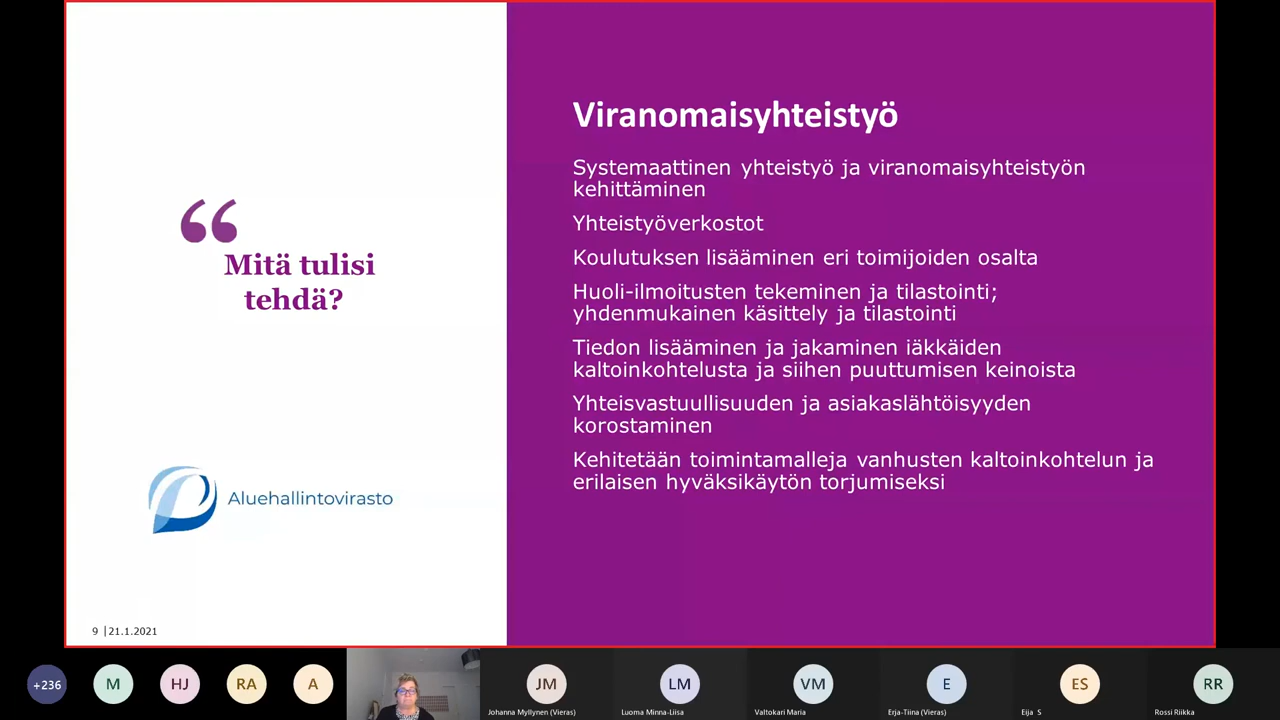 Viranomaisyhteistyö
Systemaattinen yhteistyö ja viranomaisyhteistyön
kehittäminen
Yhteistyöverkostot
Koulutuksen lisääminen eri toimijoiden osalta
Huoli-ilmoitusten tekeminen ja tilastointi;
yhdenmukainen käsittely ja tilastointi
Tiedon lisääminen ja jakaminen iäkkäiden
kaltoinkohtelusta ja siihen puuttumisen keinoista
Yhteisvastuullisuuden ja asiakaslähtöisyyden
korostaminen
Kehitetään toimintamalleja vanhusten kaltoinkohtelun ja
erilaisen hyväksikäytön torjumiseksi
“
Mitä tulisi
tehdä?
Aluehallintovirasto
9 | 21.1.2021
+236
M
HJ
RA
A
JM
LM
VM
E
ES
RR
Johanna Myllynen (Vieras)
Luoma Minna-Liisa
Valtokari Maria
Erja-Tiina (Vieras)
Eija S
Rossi Riikka